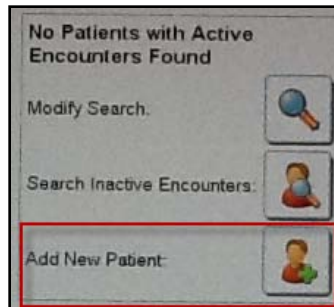 No Patients with Active
Encounters Found
Modify Search.
Search Inactive Encounters:
Add New Patient: